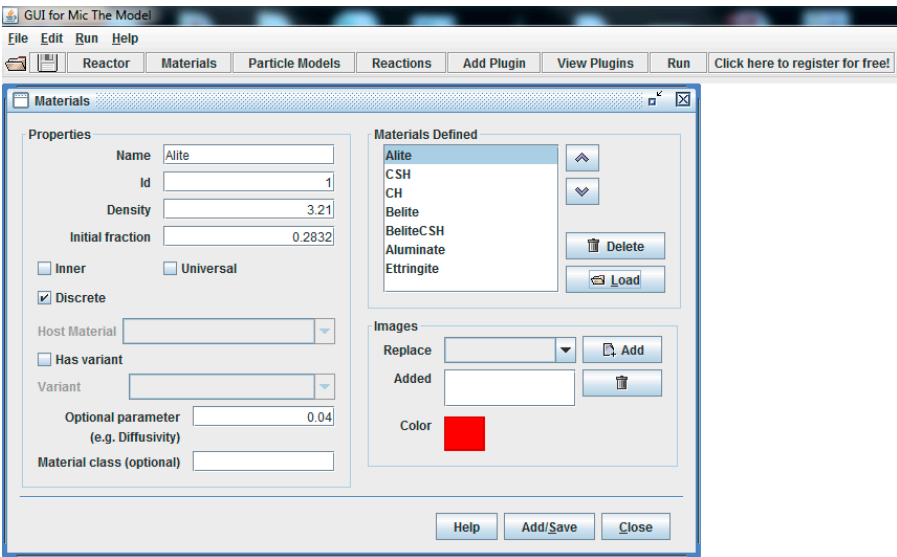 GUI for Mic The Model
File Edit Run Help
Reactor Materials Particle Models Reactions Add Plugin View Plugins Run Click here to register for free!
Materials
Properties
Name Alite
Id 1
Density 3.21
Initial fraction 0.2832
Inner Universal
Discrete
Host Material
Has variant
Variant
Optional parameter 0.04
(e.g. Diffusivity)
Material class (optional)
Materials Defined
Alite
CSH
CH
Belite
BeliteCSH
Aluminate
Ettringite
Delete
Load
Images
Replace Add
Added
Color
Help Add/Save Close